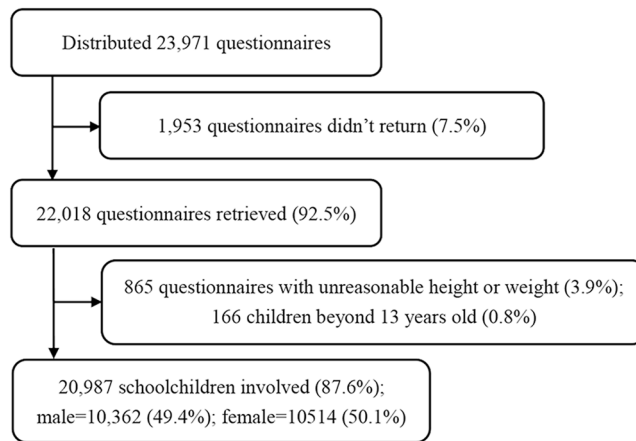 Distributed 23,971 questionnaires
1,953 questionnaires didn’t return (7.5%)
22,018 questionnaires retrieved (92.5%)
865 questionnaires with unreasonable height or weight (3.9%);
166 children beyond 13 years old (0.8%)
20,987 schoolchildren involved (87.6%);
male=10,362 (49.4%); female=10514 (50.1%)